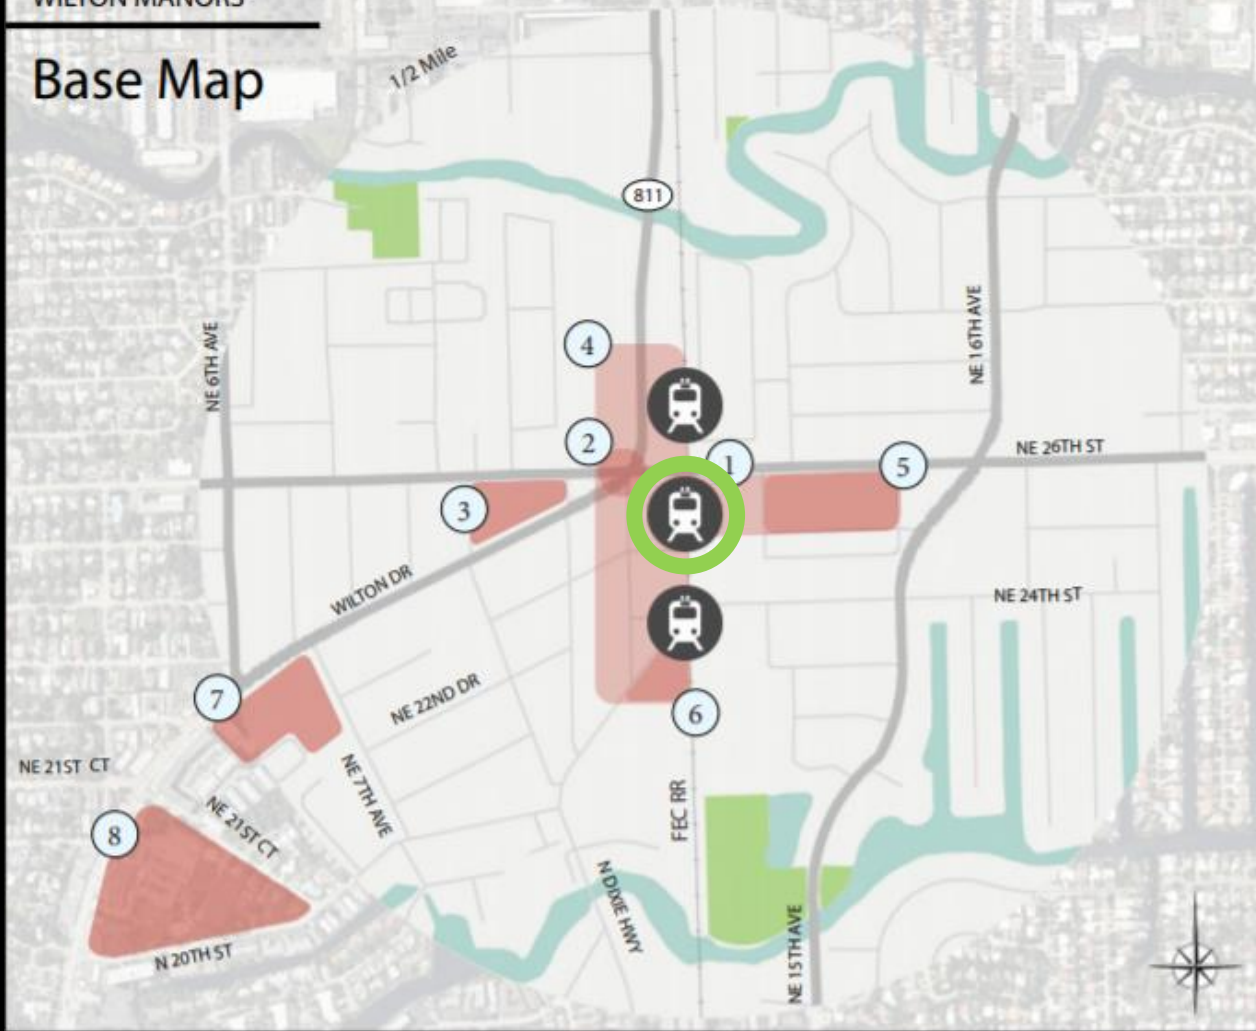 WILTON MANORS
Base Map
1/2 Mile
811
NE 6TH AVE
NE 16TH AVE
4
2
1
NE 26TH ST
5
3
WILTON DR
NE 24TH ST
7
NE 22ND DR
6
NE 21ST CT
NE 7TH AVE
FEC RR
8
NE 21ST CT
N DIXIE HWY
NE 15TH AVE
N 20TH ST